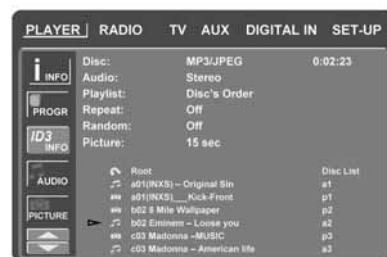 PLAYER RADIO TV AUX DIGITAL IN SET-UP
i INFO
PROGR
ID3 INFO
AUDIO
PICTURE
Disc: MP3/JPEG 0:02:23
Audio: Stereo
Playlist: Disc's Order
Repeat: Off
Random: Off
Picture: 15 sec
Root Disc List
a01(INXS) – Original Sin a1
a01(INXS)___Kick-Front p1
b02 8 Mile Wallpaper p2
b02 Eminem – Loose you a2
c03 Madonna –MUSIC p3
c03 Madonna – American life a3